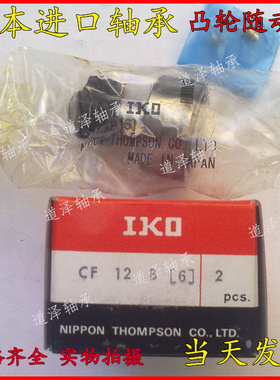 本进口轴承 凸轮随动
道泽轴承
道泽轴承
IKO
THOMPSON CO., LTD.
MADE IN JAPAN
道泽轴承
IKO
CF 12 B [6] 2
pcs.
NIPPON THOMPSON CO., LTD.
道泽轴承
格齐全 实物拍摄 当天发